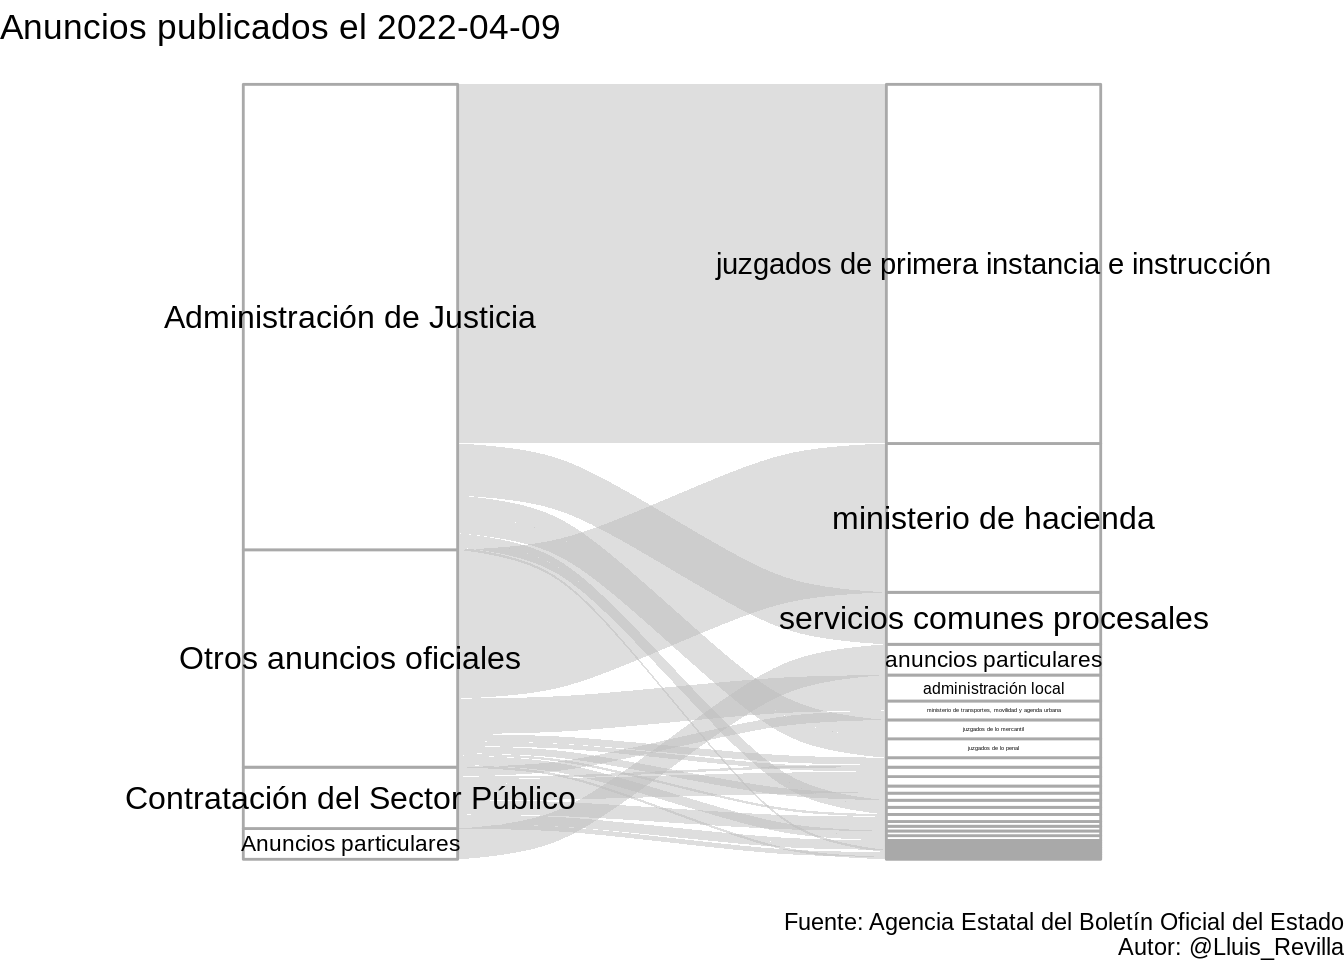 Anuncios publicados el 2022-04-09
Administración de Justicia
Otros anuncios oficiales
Contratación del Sector Público
Anuncios particulares
juzgados de primera instancia e instrucción
ministerio de hacienda
servicios comunes procesales
anuncios particulares
administración local
ministerio de transportes, movilidad y agenda urbana
juzgados de lo mercantil
juzgados de lo penal
Fuente: Agencia Estatal del Boletín Oficial del Estado
Autor: @Lluis_Revilla